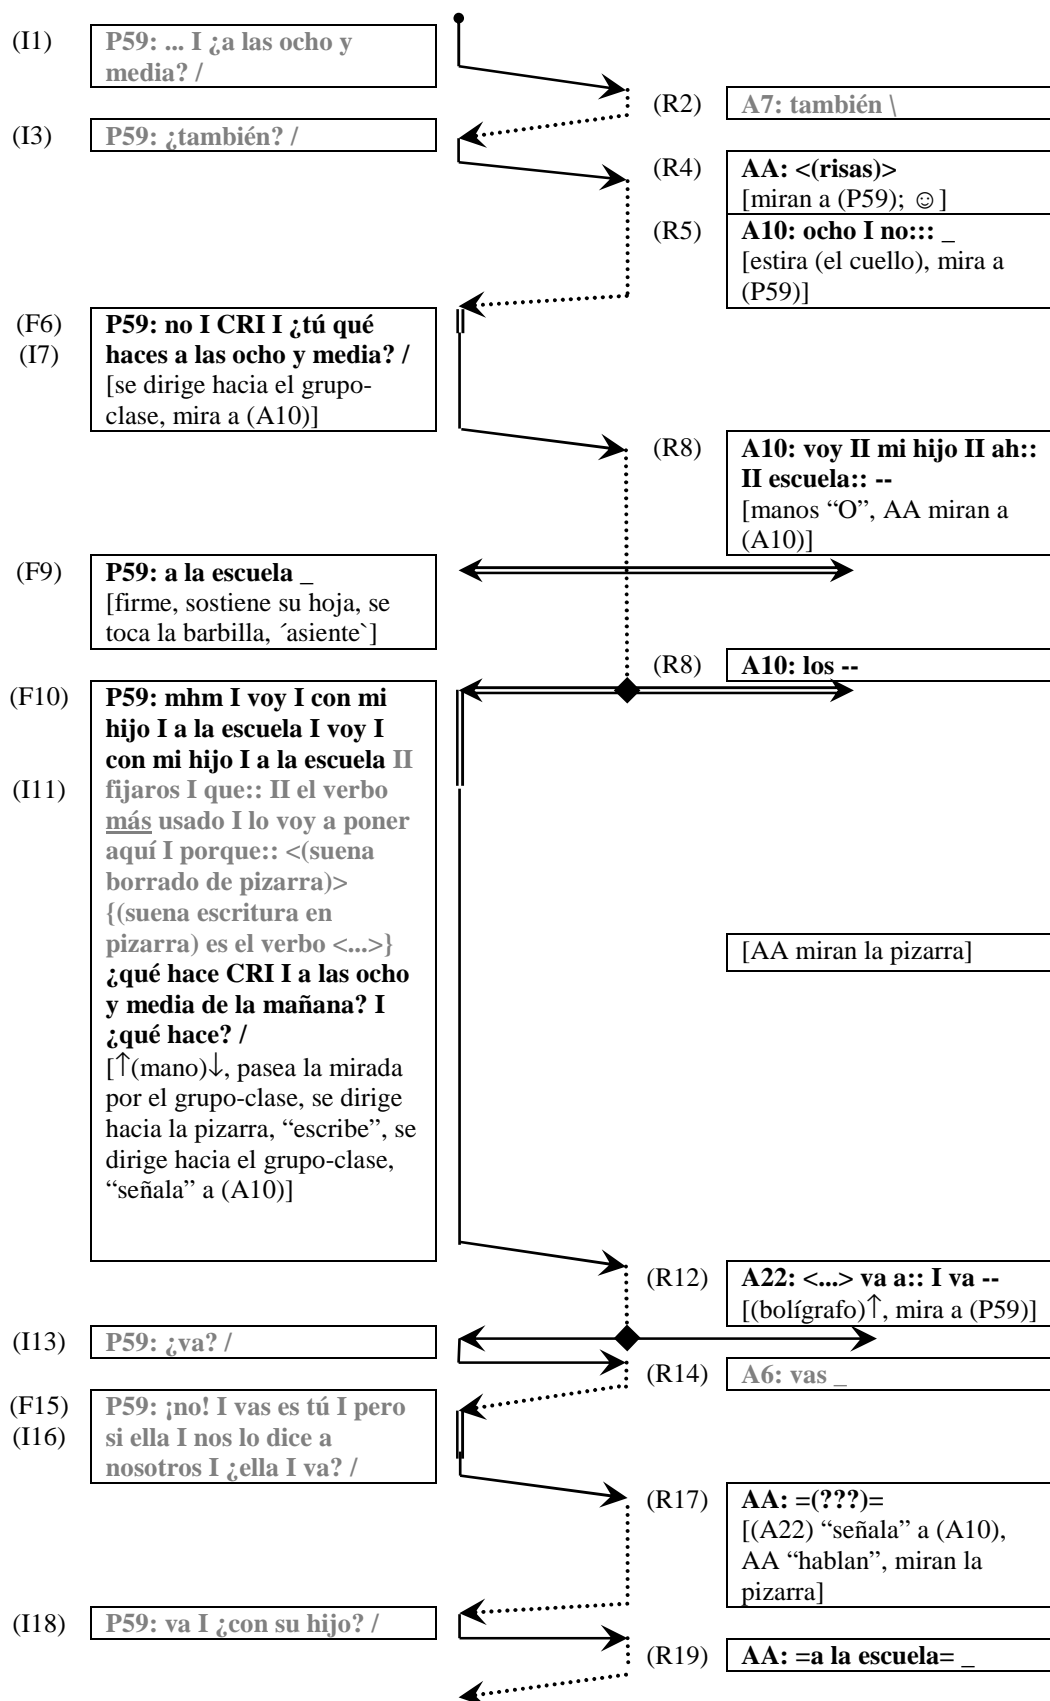 (I1)
P59: ... I ¿a las ocho y
media? /
(R2)
A7: también \
(I3)
P59: ¿también? /
(R4)
AA: <(risas)>
[miran a (P59); ☺]
(R5)
A10: ocho I no::: _
[estira (el cuello), mira a
(P59)]
(F6)
(I7)
P59: no I CRI I ¿tú qué
haces a las ocho y media? /
[se dirige hacia el grupo-
clase, mira a (A10)]
(R8)
A10: voy II mi hijo II ah::
II escuela:: --
[manos “O”, AA miran a
(A10)]
(F9)
P59: a la escuela _
[firme, sostiene su hoja, se
toca la barbilla, ´asiente`]
(R8)
A10: los --
(F10)
(I11)
P59: mhm I voy I con mi
hijo I a la escuela I voy I
con mi hijo I a la escuela II
fijaros I que:: II el verbo
más usado I lo voy a poner
aquí I porque:: <(suena
borrado de pizarra)>
{(suena escritura en
pizarra) es el verbo <...>}
¿qué hace CRI I a las ocho
y media de la mañana? I
¿qué hace? /
[↑(mano)↓, pasea la mirada
por el grupo-clase, se dirige
hacia la pizarra, “escribe”, se
dirige hacia el grupo-clase,
“señala” a (A10)]
[AA miran la pizarra]
(R12)
A22: <...> va a:: I va --
[(bolígrafo)↑, mira a (P59)]
(I13)
P59: ¿va? /
(R14)
A6: vas _
(F15)
(I16)
P59: ¡no! I vas es tú I pero
si ella I nos lo dice a
nosotros I ¿ella I va? /
(R17)
AA: =(???)=
[(A22) “señala” a (A10),
AA “hablan”, miran la
pizarra]
(I18)
P59: va I ¿con su hijo? /
(R19)
AA: =a la escuela= _